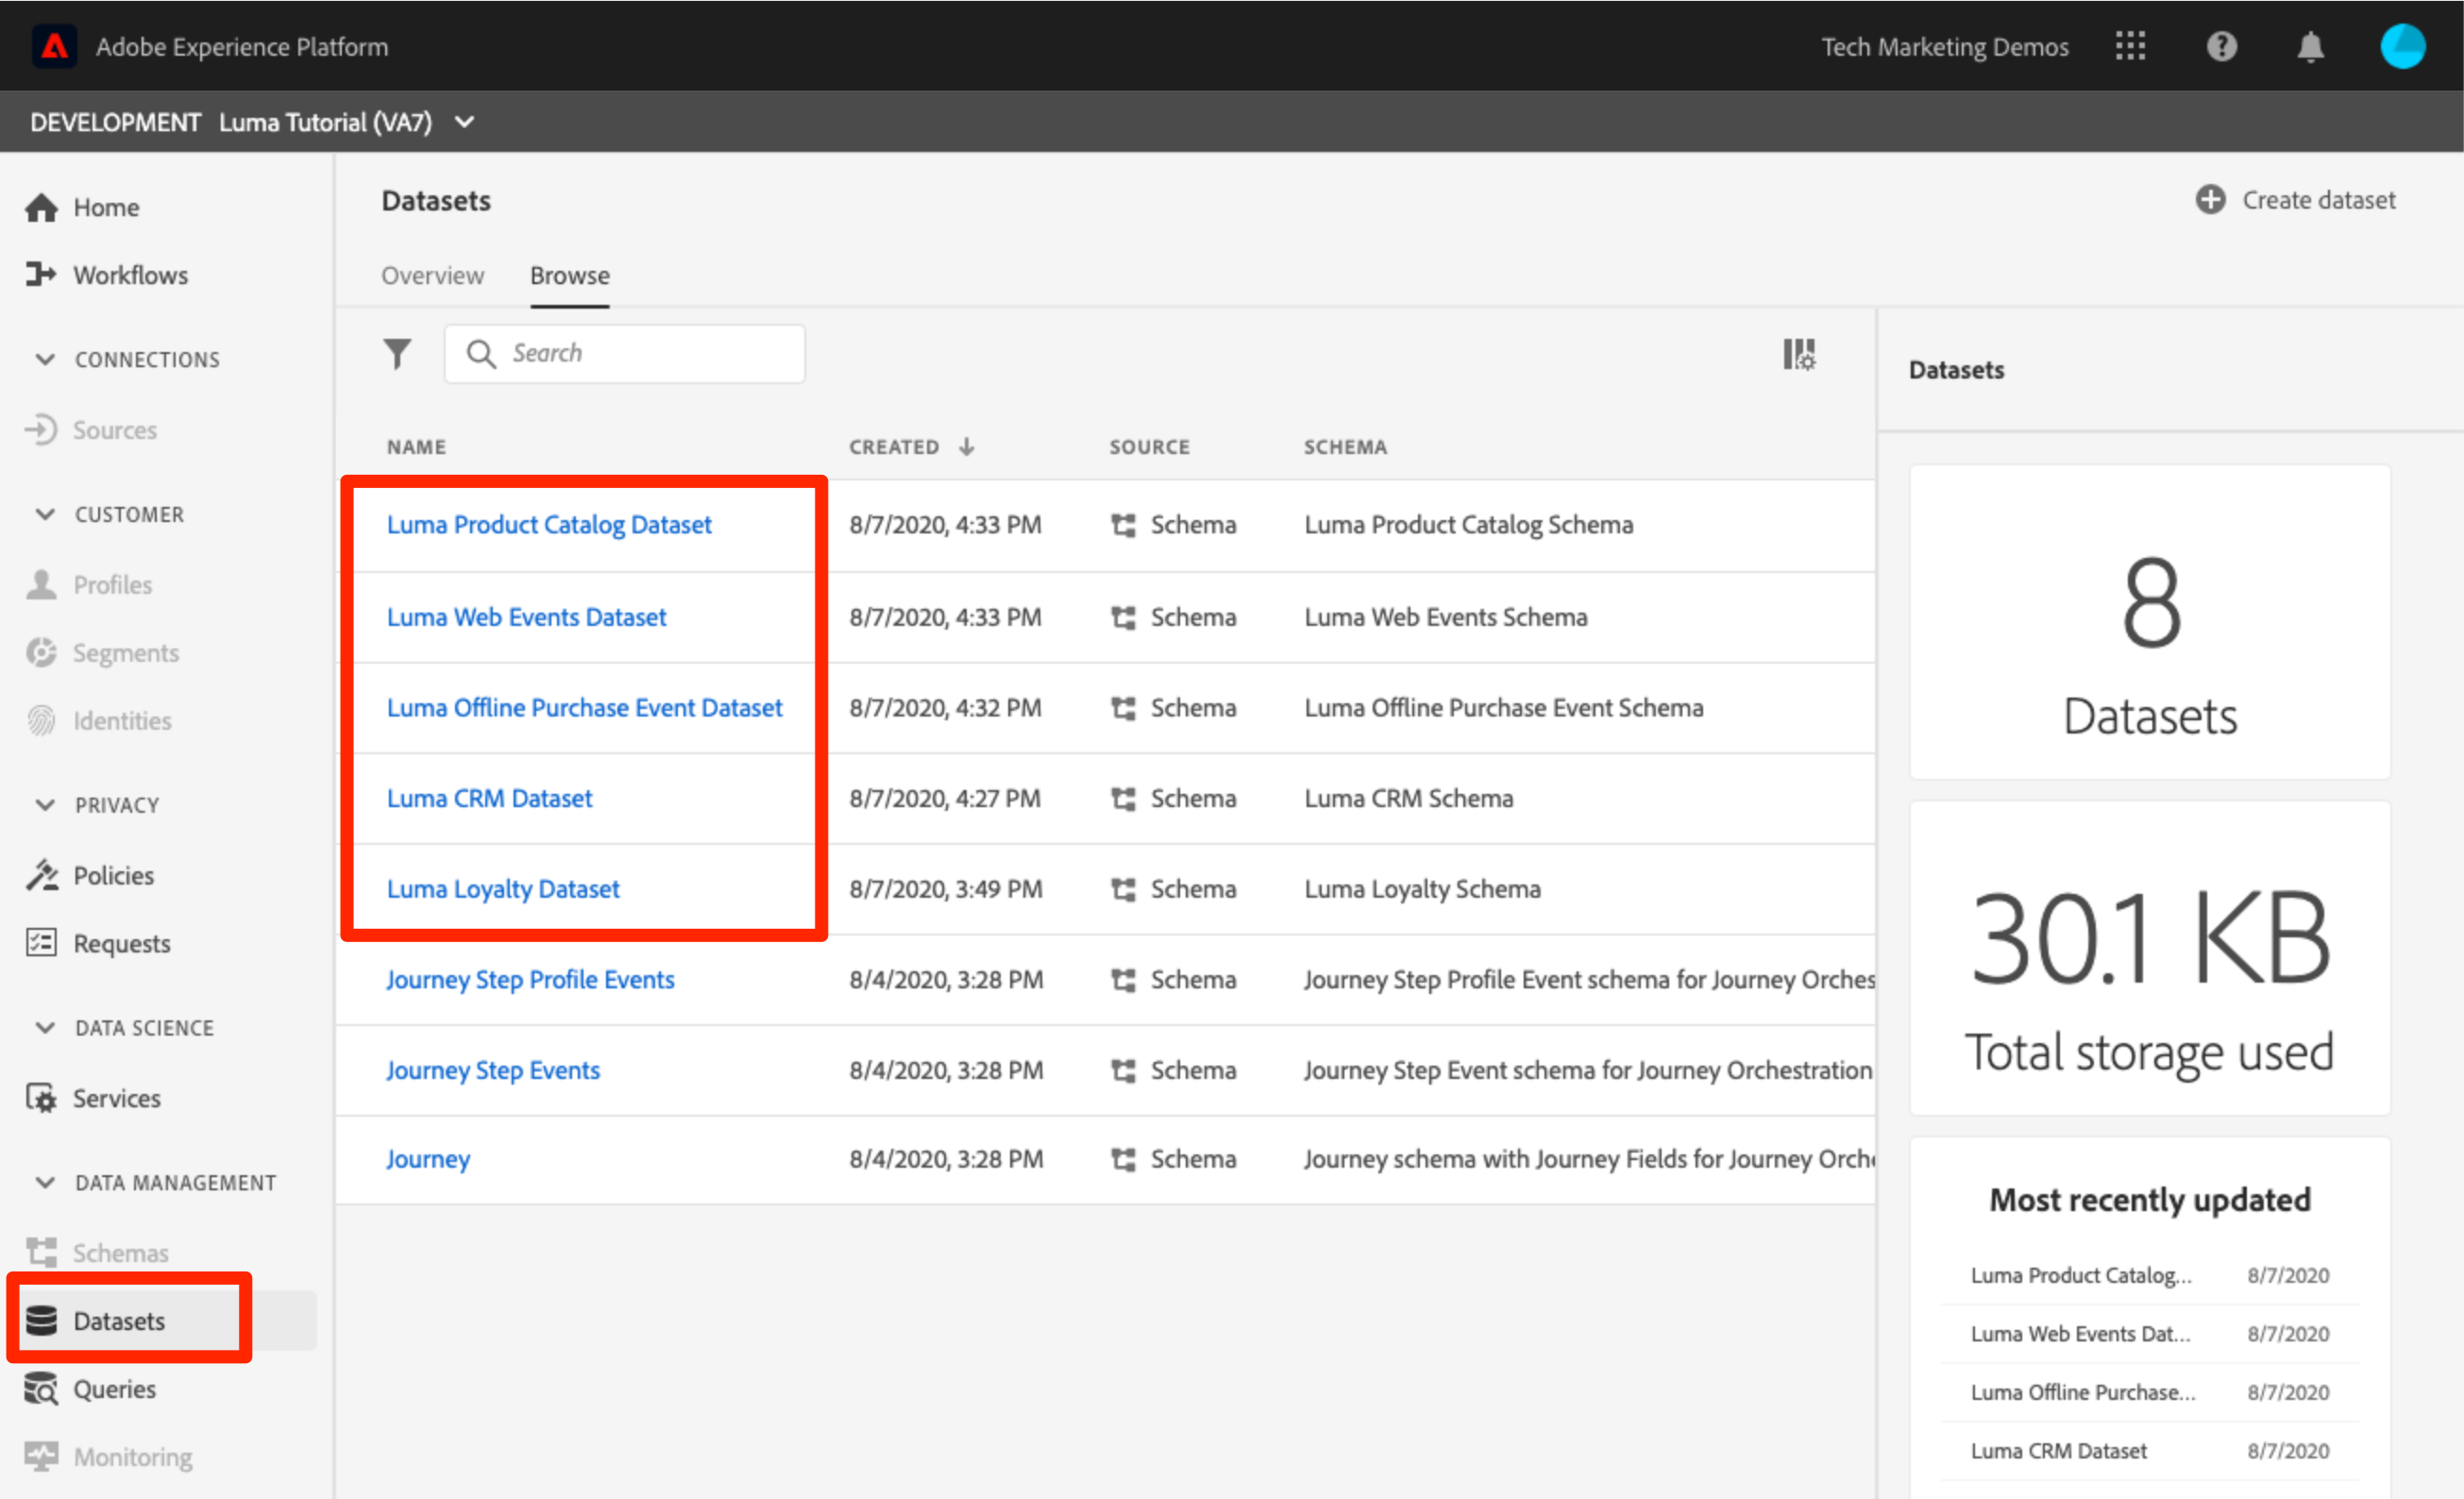 Adobe Experience Platform
Tech Marketing Demos
DEVELOPMENT Luma Tutorial (VA7)
Home
Workflows
CONNECTIONS
Sources
CUSTOMER
Profiles
Segments
Identities
PRIVACY
Policies
Requests
DATA SCIENCE
Services
DATA MANAGEMENT
Schemas
Datasets
Queries
Monitoring
Datasets
Create dataset
Overview Browse
Search
NAME CREATED SOURCE SCHEMA
Luma Product Catalog Dataset 8/7/2020, 4:33 PM Schema Luma Product Catalog Schema
Luma Web Events Dataset 8/7/2020, 4:33 PM Schema Luma Web Events Schema
Luma Offline Purchase Event Dataset 8/7/2020, 4:32 PM Schema Luma Offline Purchase Event Schema
Luma CRM Dataset 8/7/2020, 4:27 PM Schema Luma CRM Schema
Luma Loyalty Dataset 8/7/2020, 3:49 PM Schema Luma Loyalty Schema
Journey Step Profile Events 8/4/2020, 3:28 PM Schema Journey Step Profile Event schema for Journey Orches
Journey Step Events 8/4/2020, 3:28 PM Schema Journey Step Event schema for Journey Orchestration
Journey 8/4/2020, 3:28 PM Schema Journey schema with Journey Fields for Journey Orch
Datasets
8
Datasets
30.1 KB
Total storage used
Most recently updated
Luma Product Catalog... 8/7/2020
Luma Web Events Dat... 8/7/2020
Luma Offline Purchase... 8/7/2020
Luma CRM Dataset 8/7/2020